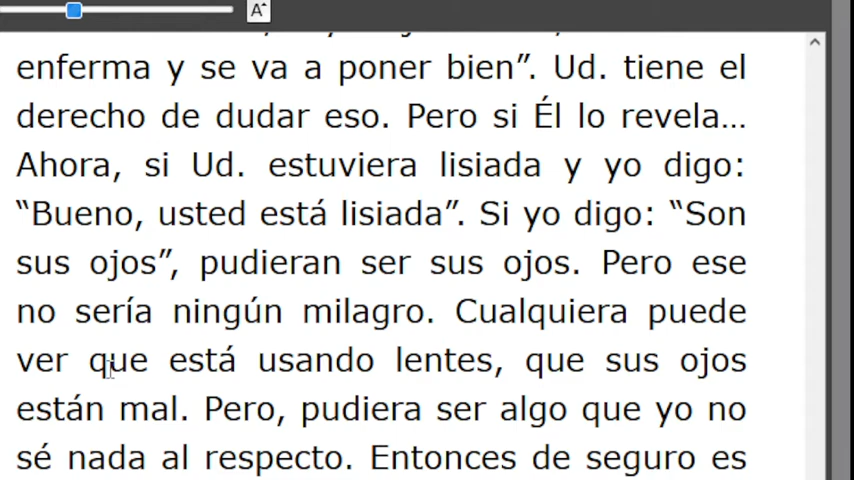 A
enferma y se va a poner bien”. Ud. tiene el
derecho de dudar eso. Pero si Él lo revela...
Ahora, si Ud. estuviera lisiada y yo digo:
“Bueno, usted está lisiada”. Si yo digo: “Son
sus ojos”, pudieran ser sus ojos. Pero ese
no sería ningún milagro. Cualquiera puede
ver que está usando lentes, que sus ojos
están mal. Pero, pudiera ser algo que yo no
sé nada al respecto. Entonces de seguro es